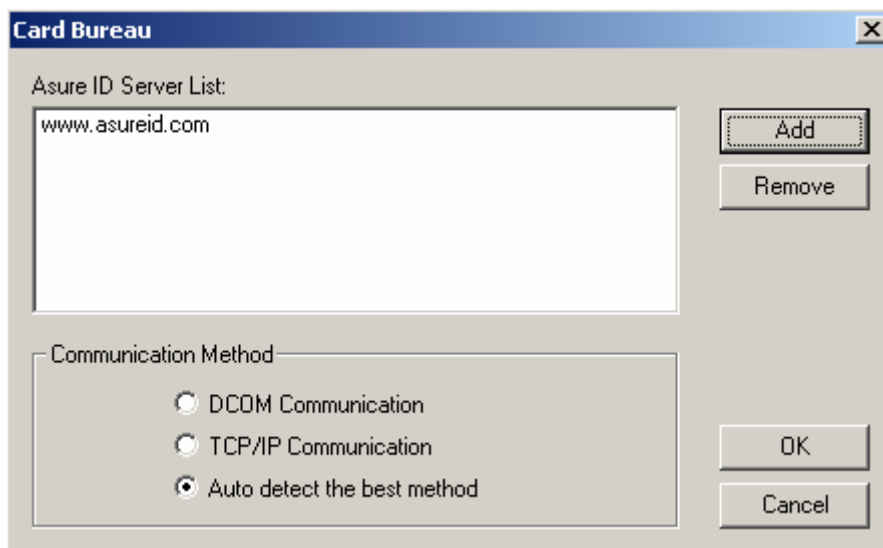 Card Bureau
Asure ID Server List:
www.asureid.com
Add
Remove
Communication Method
DCOM Communication
TCP/IP Communication
Auto detect the best method
OK
Cancel